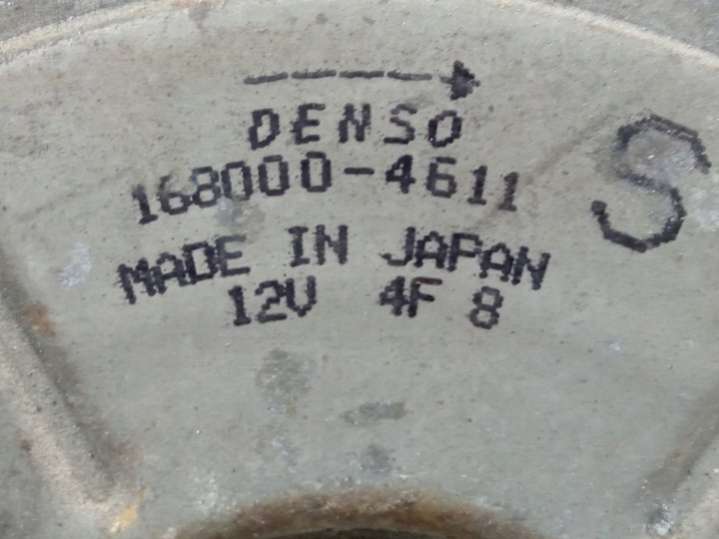 DENSO
168000-4611
MADE IN JAPAN
12V 4F 8
S